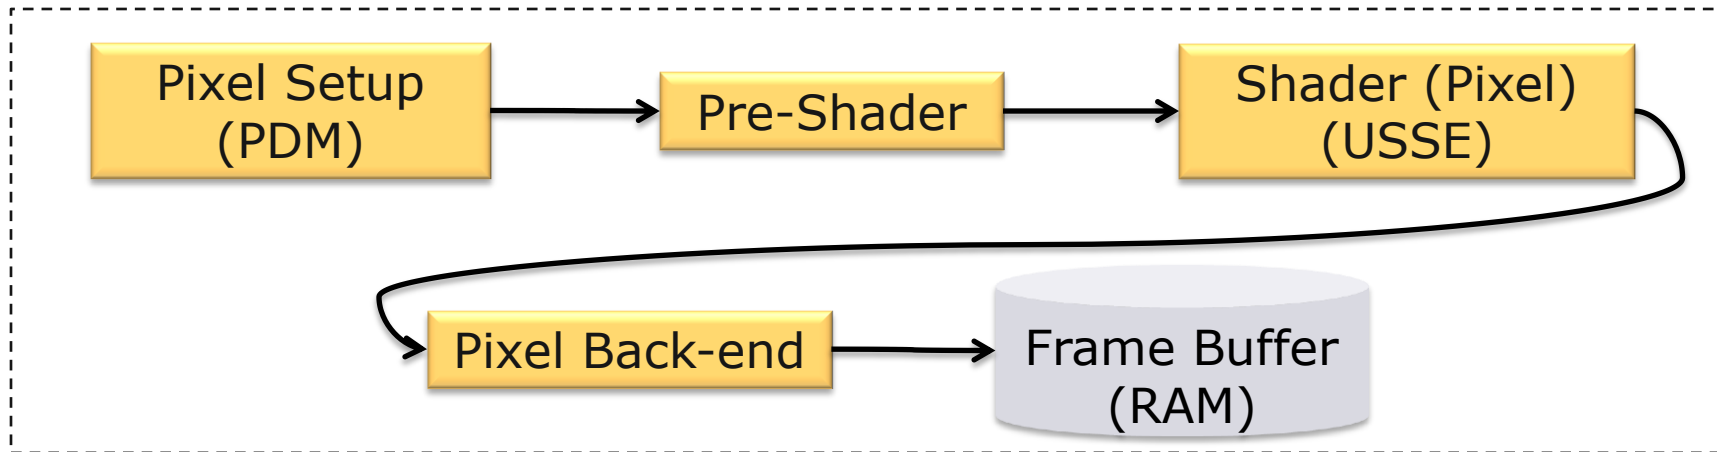 Pixel Setup
(PDM)
Pre-Shader
Shader (Pixel)
(USSE)
Pixel Back-end
Frame Buffer
(RAM)